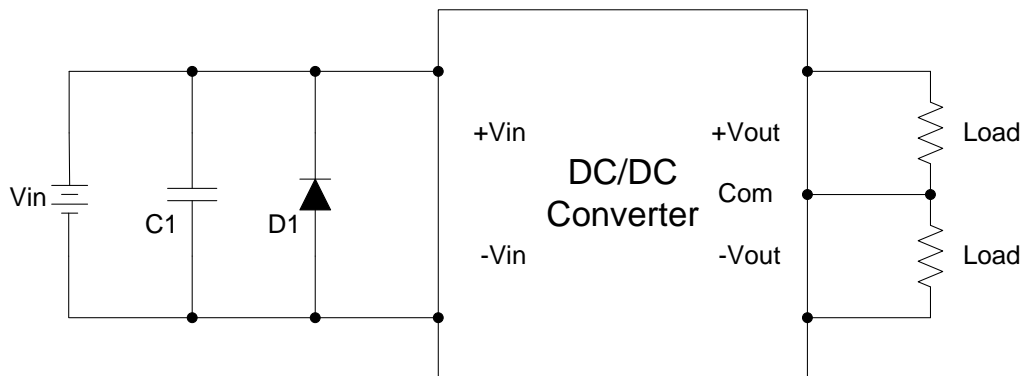 +Vin
+Vout
Load
DC/DC
Converter
Vin
C1
D1
Com
-Vin
-Vout
Load